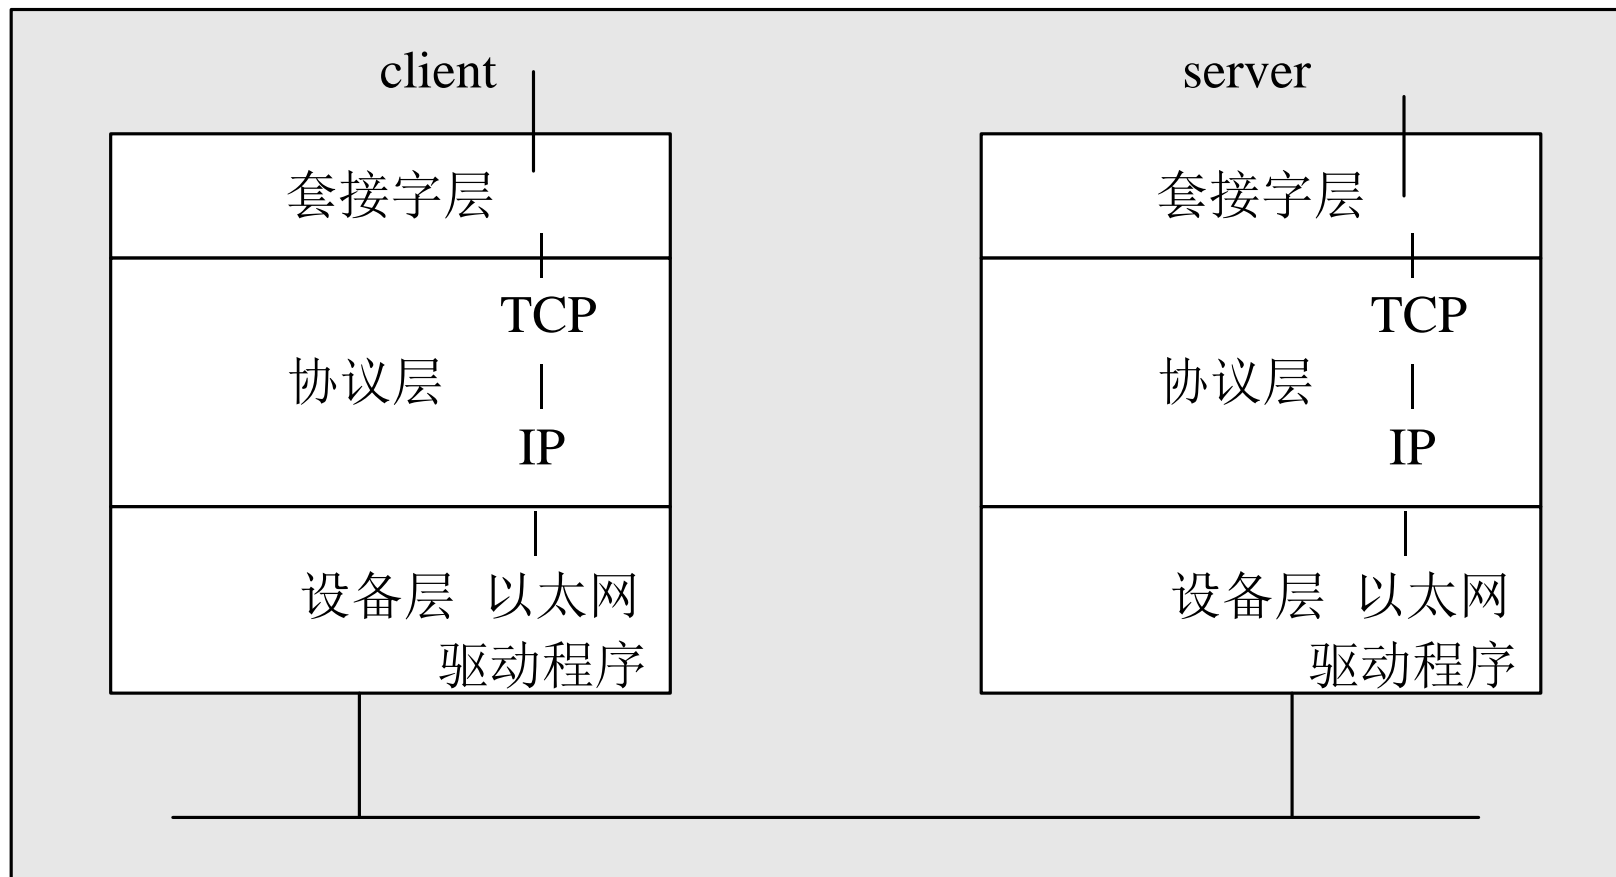 client
套接字层
TCP
协议层
IP
设备层 以太网
驱动程序
server
套接字层
TCP
协议层
IP
设备层 以太网
驱动程序